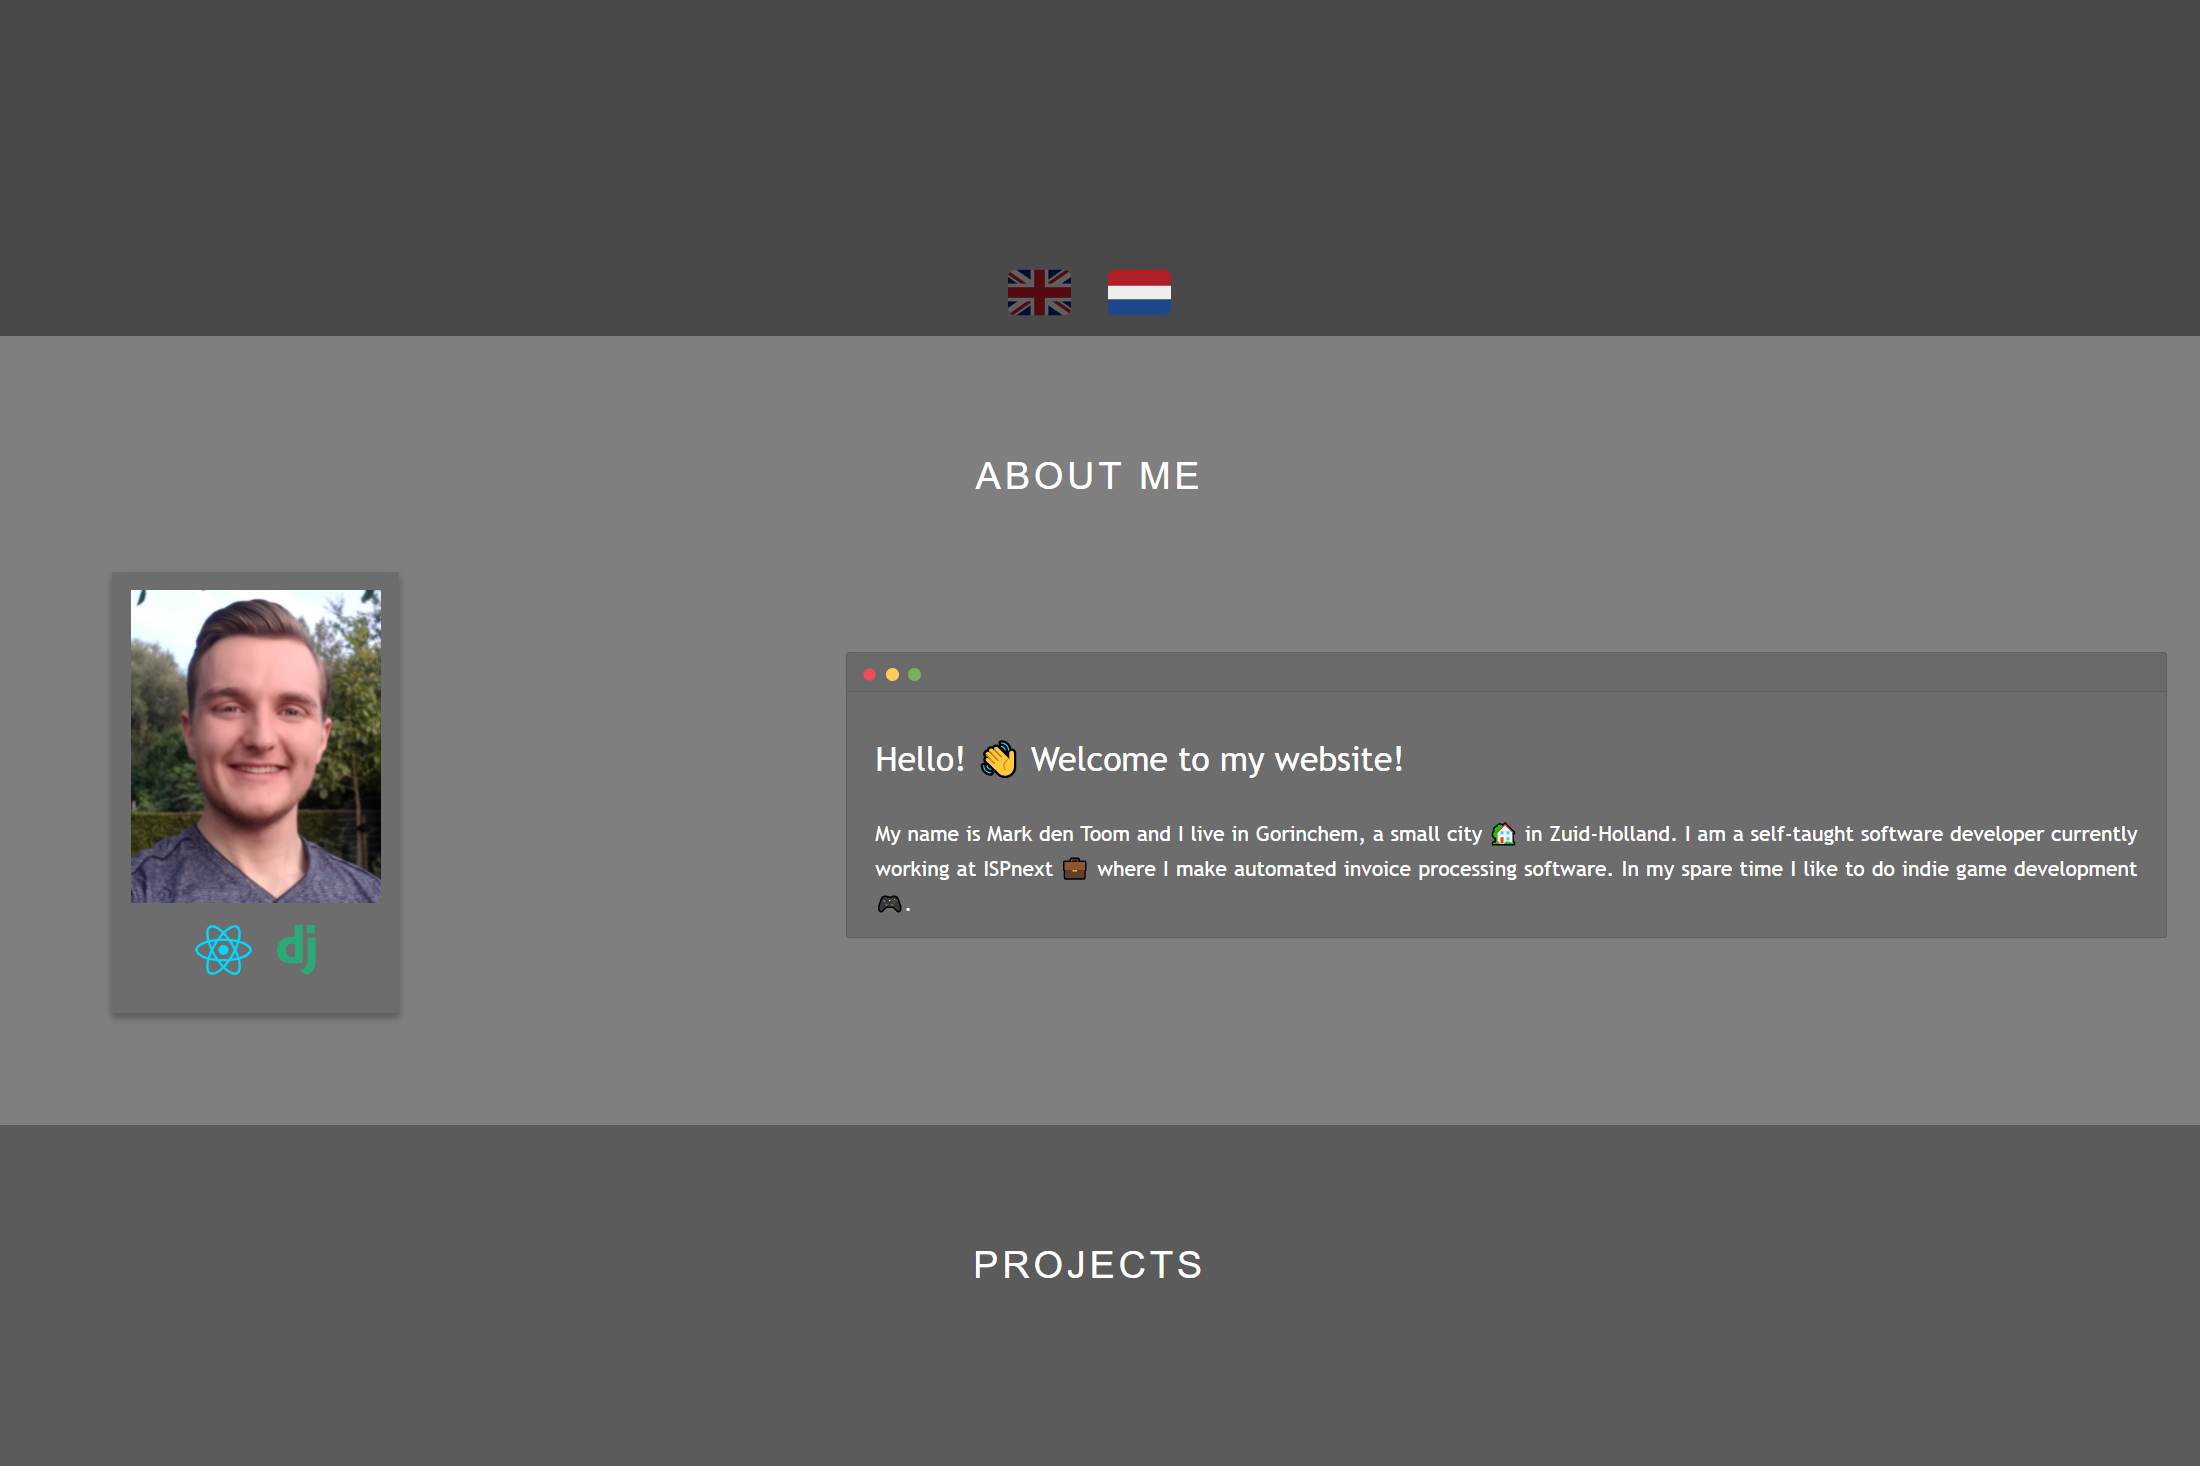 ABOUT ME
Hello! 👋 Welcome to my website!
My name is Mark den Toom and I live in Gorinchem, a small city 🏡 in Zuid-Holland. I am a self-taught software developer currently
working at ISPnext 💼 where I make automated invoice processing software. In my spare time I like to do indie game development
🎮.
dj
PROJECTS